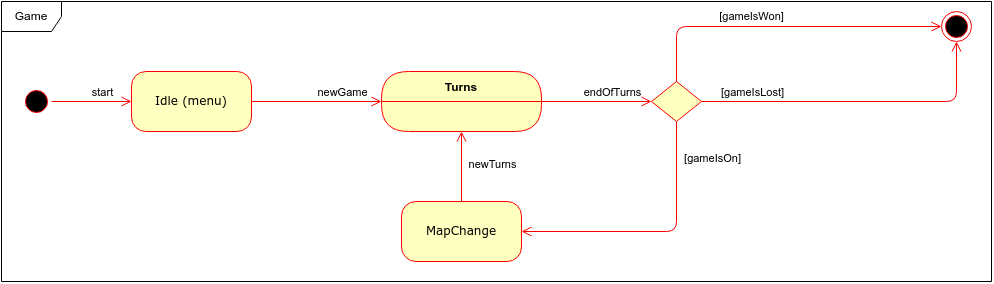 Game
[gameIsWon]
start
Idle (menu)
newGame
Turns
endOfTurns
[gameIsLost]
[gameIsOn]
newTurns
MapChange